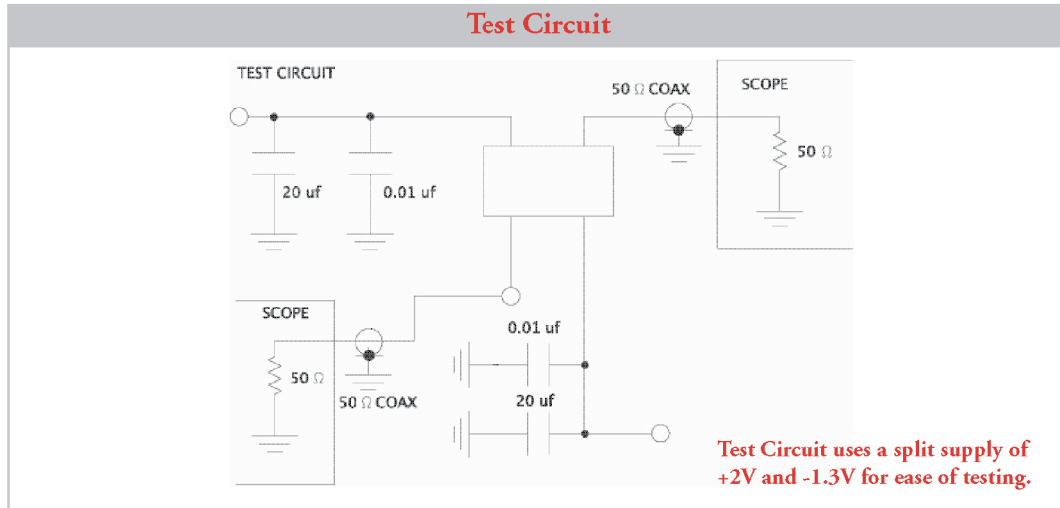 Test Circuit
TEST CIRCUIT
50 Ω COAX
SCOPE
50 Ω
20 uf
0.01 uf
SCOPE
0.01 uf
50 Ω
50 Ω COAX
20 uf
Test Circuit uses a split supply of
+2V and -1.3V for ease of testing.